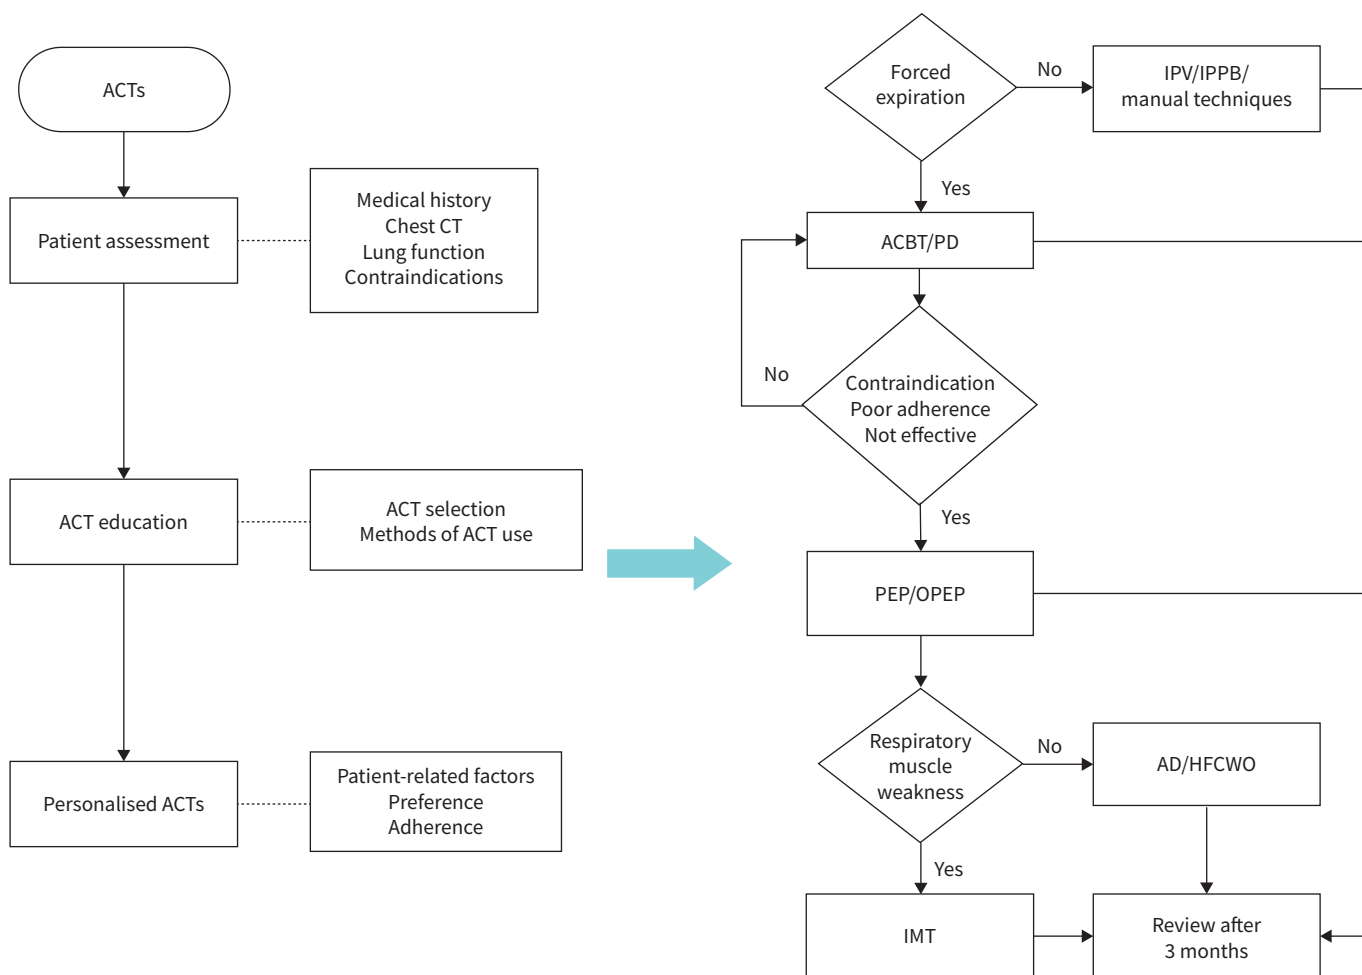 ACTs
Patient assessment
Medical history
Chest CT
Lung function
Contraindications
ACT education
ACT selection
Methods of ACT use
Personalised ACTs
Patient-related factors
Preference
Adherence
Forced
expiration
No
IPV/IPPB/
manual techniques
Yes
ACBT/PD
No
Contraindication
Poor adherence
Not effective
Yes
PEP/OPEP
Respiratory
muscle
weakness
No
AD/HFCWO
Yes
IMT
Review after
3 months